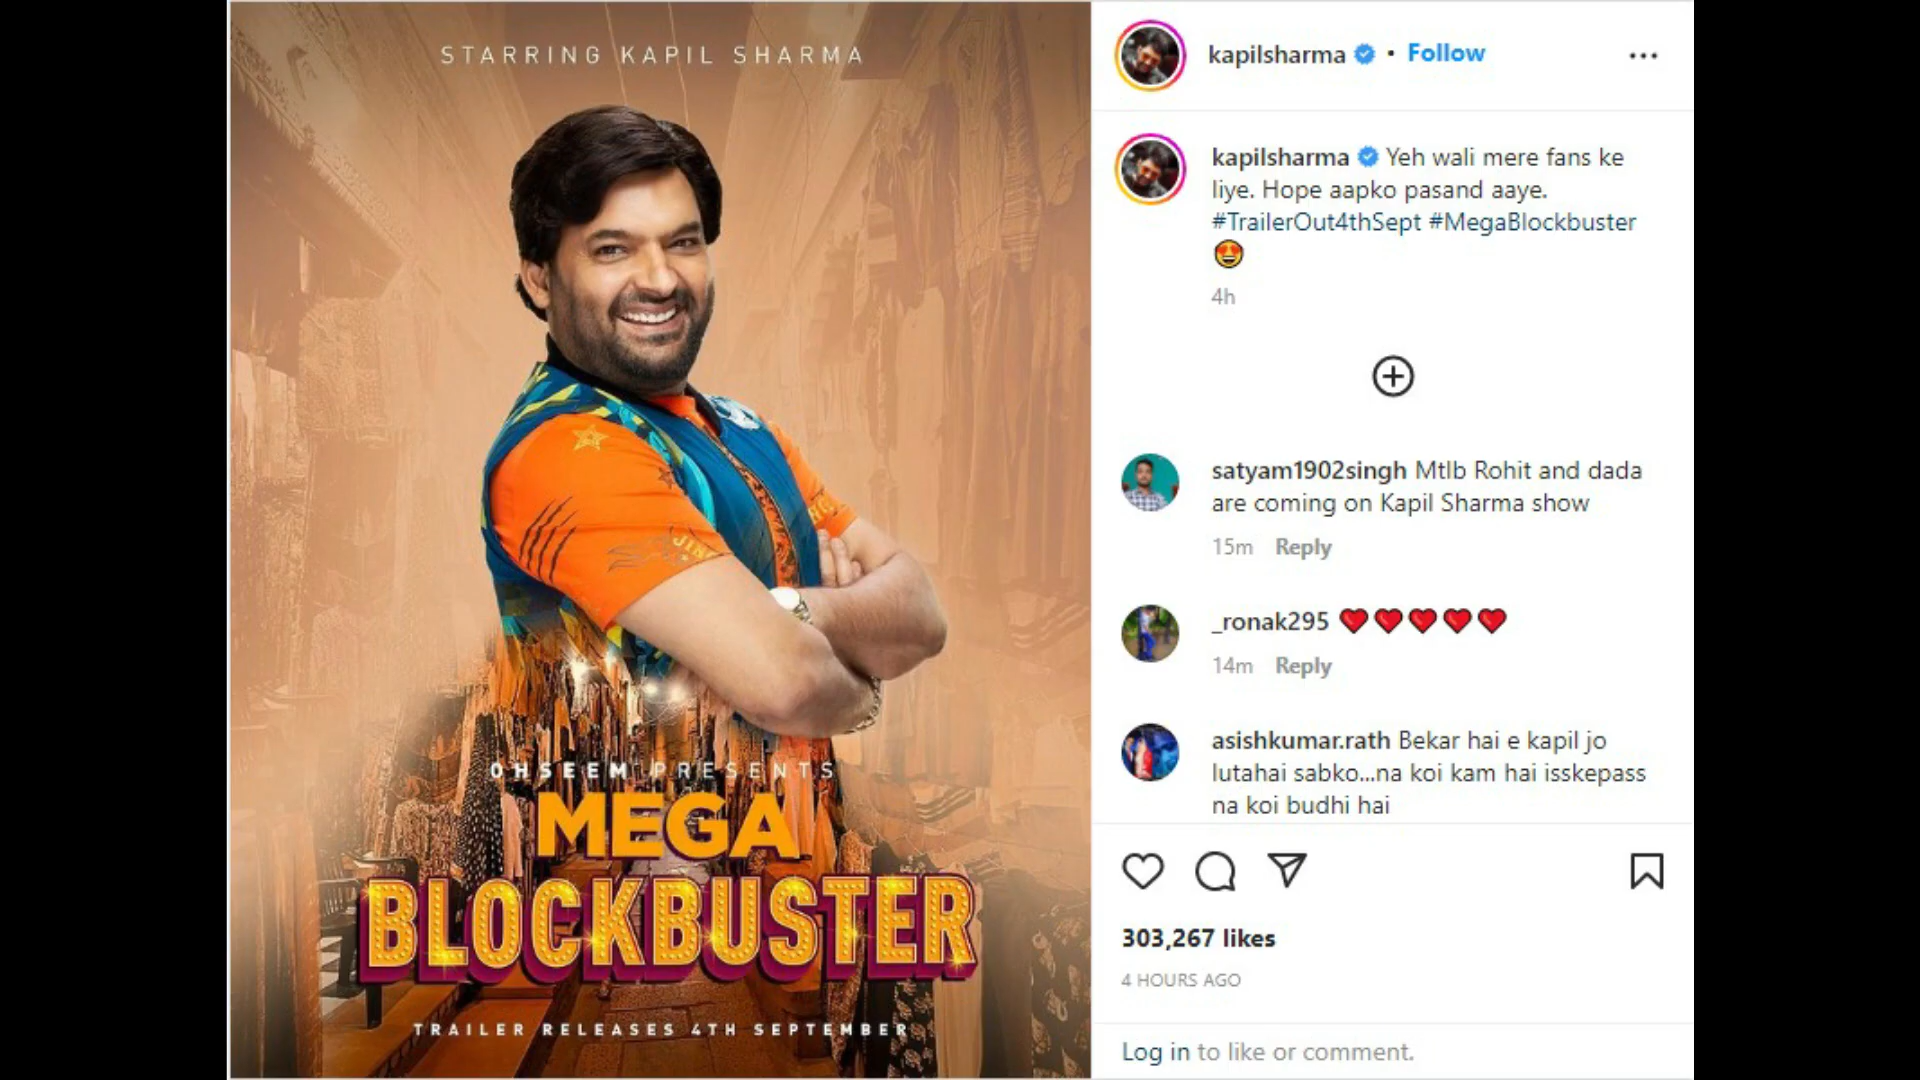 STARRING KAPIL SHARMA
OHSEEM PRESENTS
MEGA
BLOCKBUSTER
TRAILER RELEASES 4TH SEPTEMBER
kapilsharma • Follow
kapilsharma Yeh wali mere fans ke
liye. Hope aapko pasand aaye.
#TrailerOut4thSept #MegaBlockbuster
4h
satyam1902singh Mtlb Rohit and dada
are coming on Kapil Sharma show
15m Reply
_ronak295
14m Reply
asishkumar.rath Bekar hai e kapil jo
lutahai sabko...na koi kam hai isskepass
na koi budhi hai
303,267 likes
4 HOURS AGO
Log in to like or comment.